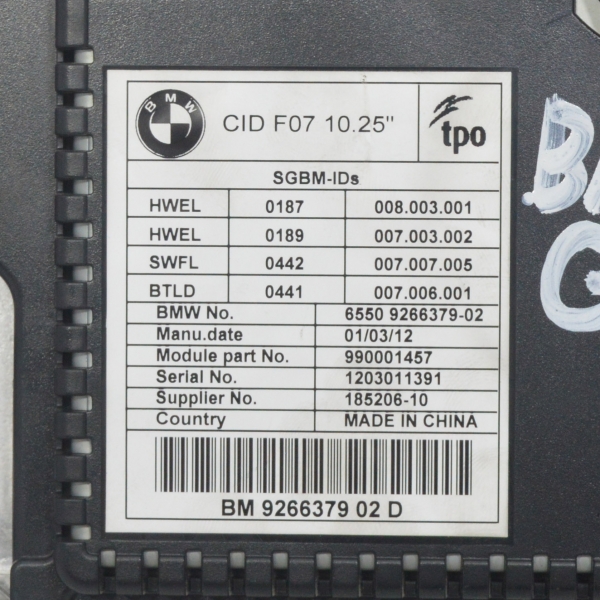 BMW
CID F07 10.25"
tpo
SGBM-IDs
HWEL 0187 008.003.001
HWEL 0189 007.003.002
SWFL 0442 007.007.005
BTLD 0441 007.006.001
BMW No. 6550 9266379-02
Manu.date 01/03/12
Module part No. 990001457
Serial No. 1203011391
Supplier No. 185206-10
Country MADE IN CHINA
BM 9266379 02 D